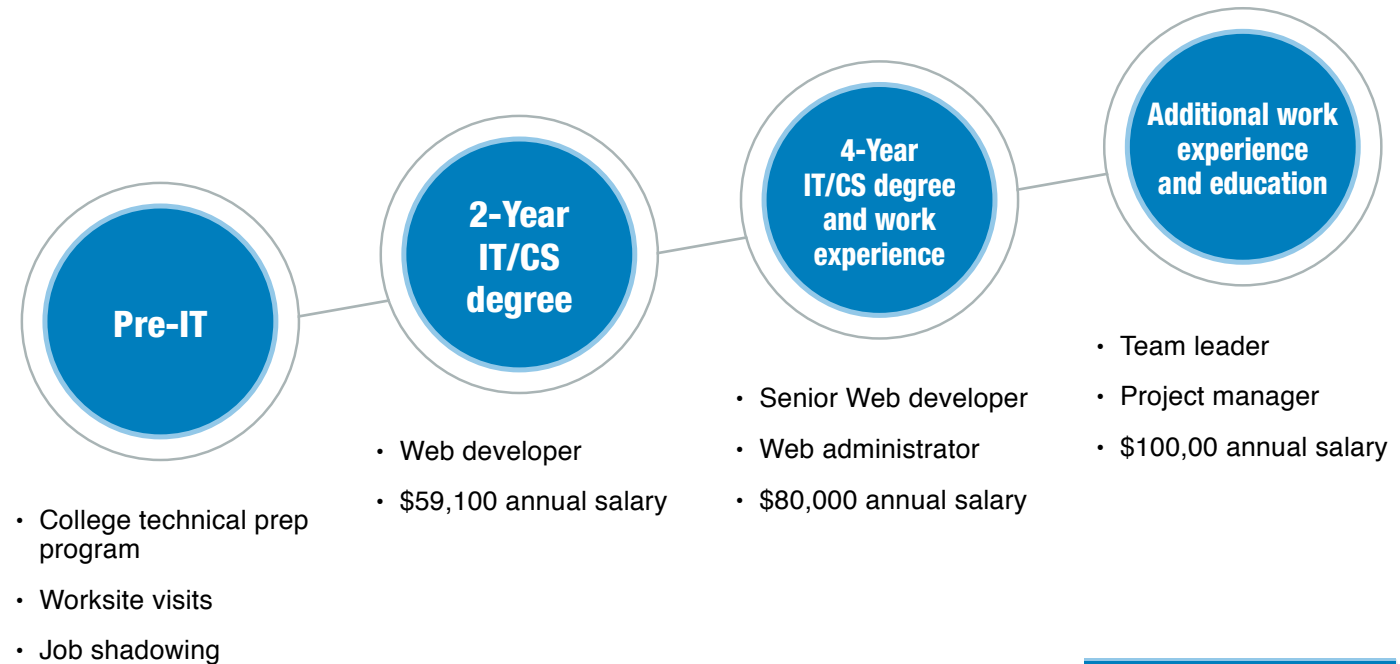 Pre-IT
• College technical prep
program
• Worksite visits
• Job shadowing
2-Year
IT/CS
degree
• Web developer
• $59,100 annual salary
4-Year
IT/CS degree
and work
experience
• Senior Web developer
• Web administrator
• $80,000 annual salary
Additional work
experience
and education
• Team leader
• Project manager
• $100,00 annual salary